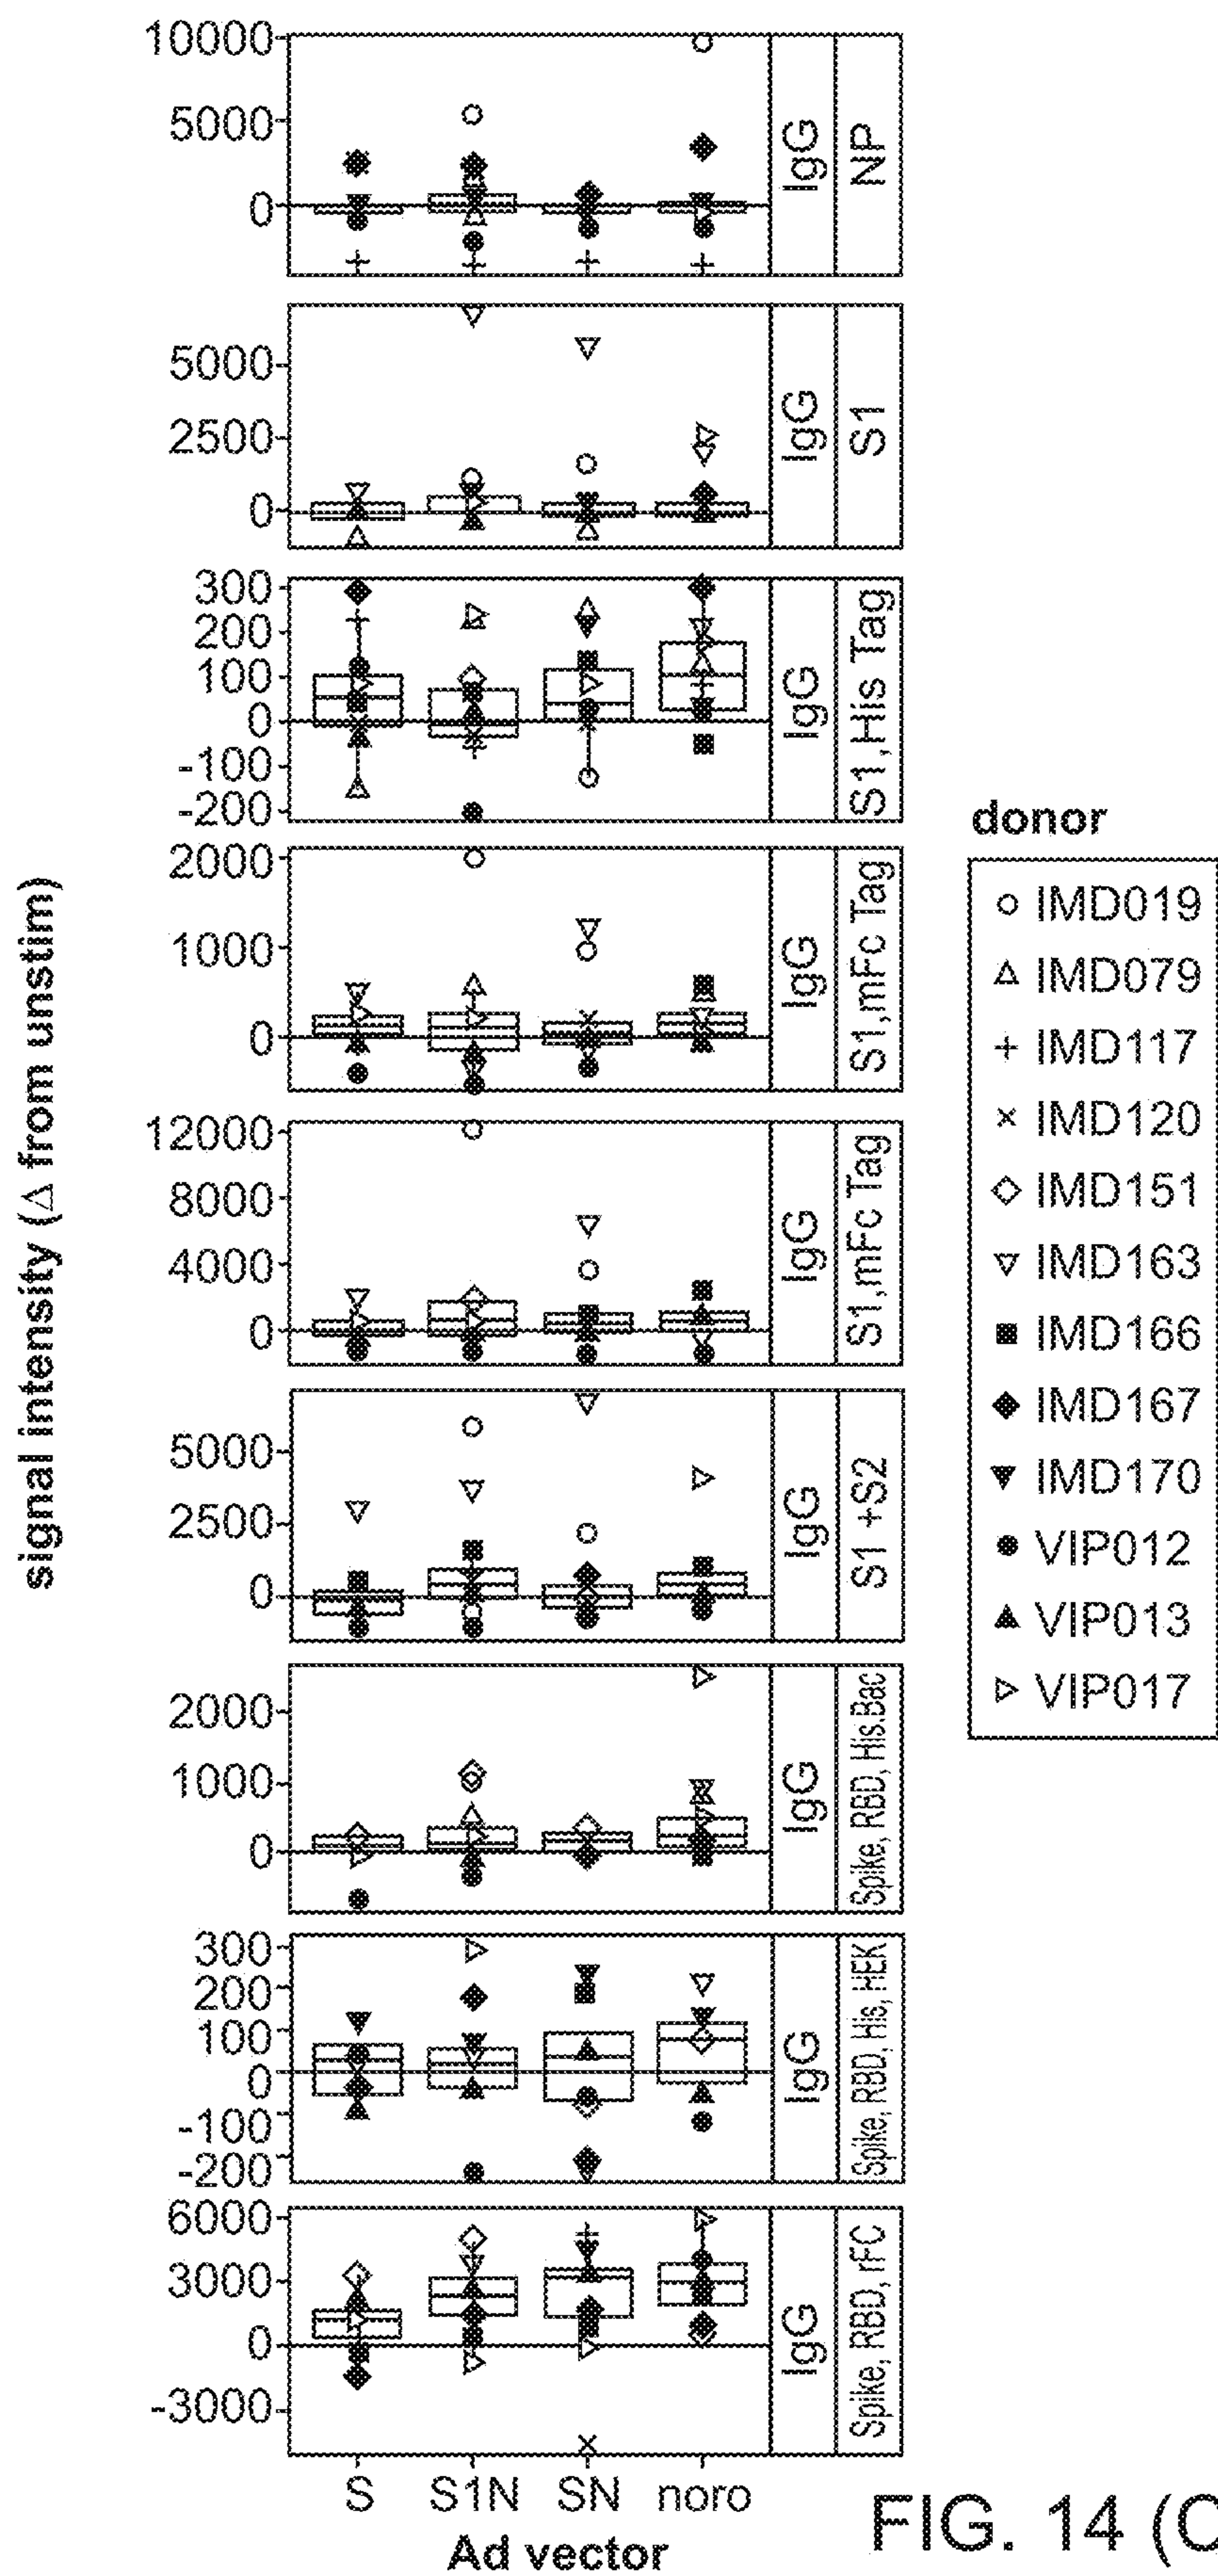 signal intensity (Δ from unstim)
10000
5000
0
IgG
NP
5000
2500
0
IgG
S1
300
200
100
0
-100
-200
IgG
S1,His Tag
2000
1000
0
IgG
S1,mFc Tag
12000
8000
4000
0
IgG
S1,mFc Tag
5000
2500
0
IgG
S1 +S2
2000
1000
0
IgG
Spike, RBD, His.Bac
300
200
100
0
-100
-200
IgG
Spike, RBD, His, HEK
6000
3000
0
-3000
IgG
Spike, RBD, rFC
S S1N SN noro
Ad vector
donor
IMD019
IMD079
IMD117
IMD120
IMD151
IMD163
IMD166
IMD167
IMD170
VIP012
VIP013
VIP017
FIG. 14 (C